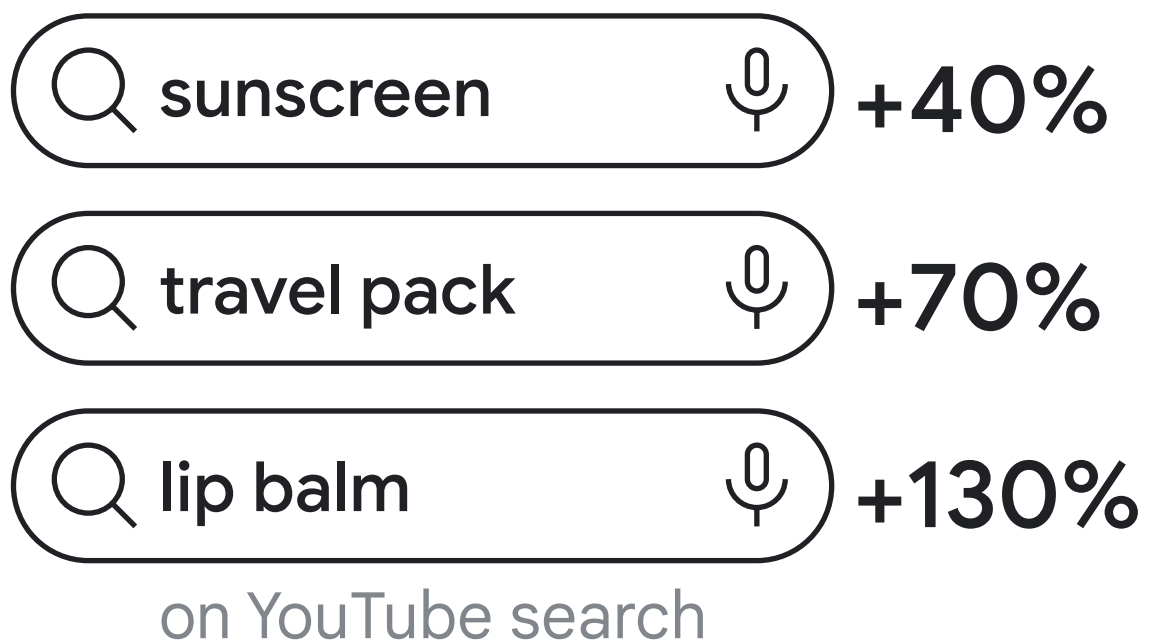 sunscreen +40%
travel pack +70%
lip balm +130%
on YouTube search